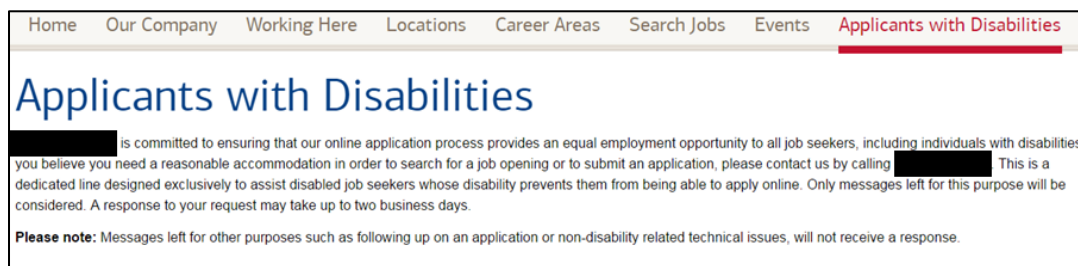 Home Our Company Working Here Locations Career Areas Search Jobs Events Applicants with Disabilities
Applicants with Disabilities
is committed to ensuring that our online application process provides an equal employment opportunity to all job seekers, including individuals with disabilities
you believe you need a reasonable accommodation in order to search for a job opening or to submit an application, please contact us by calling . This is a
dedicated line designed exclusively to assist disabled job seekers whose disability prevents them from being able to apply online. Only messages left for this purpose will be
considered. A response to your request may take up to two business days.
Please note: Messages left for other purposes such as following up on an application or non-disability related technical issues, will not receive a response.